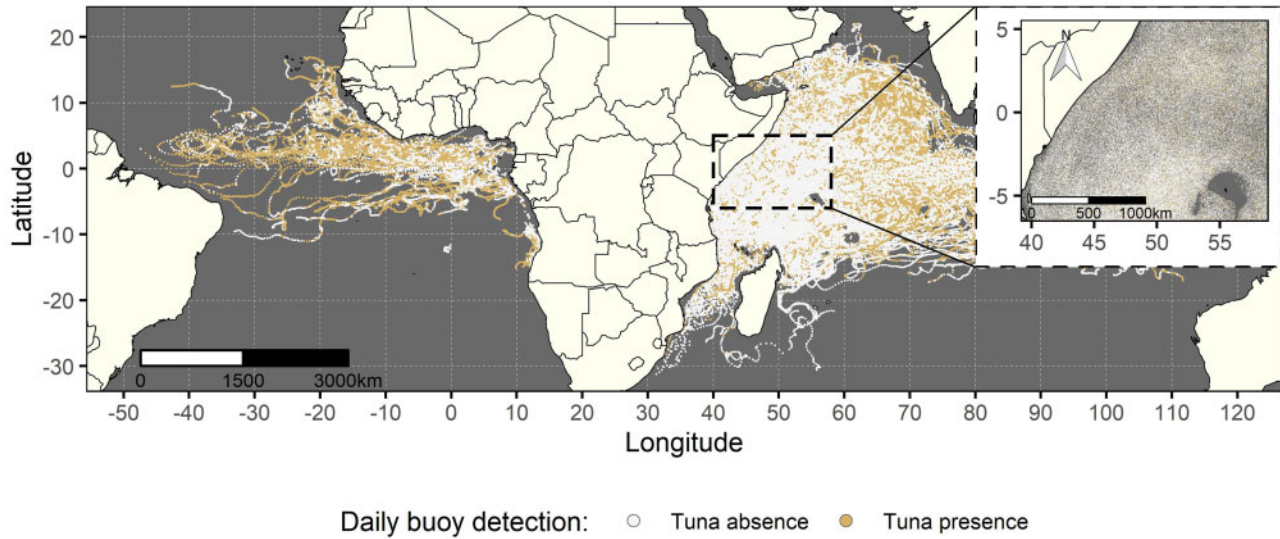 20
10
0
-10
-20
-30
Latitude
0 1500 3000km
-50 -40 -30 -20 -10 0 10 20 30 40 50 60 70 80 90 100 110 120
Longitude
5
0
-5
N
0 500 1000km
40 45 50 55
Daily buoy detection: Tuna absence Tuna presence